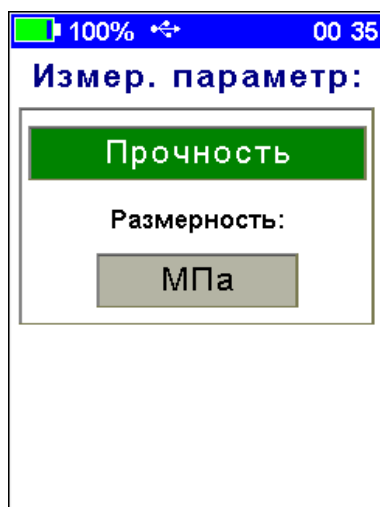 100% 00 35
Измер. параметр:
Прочность
Размерность:
МПа